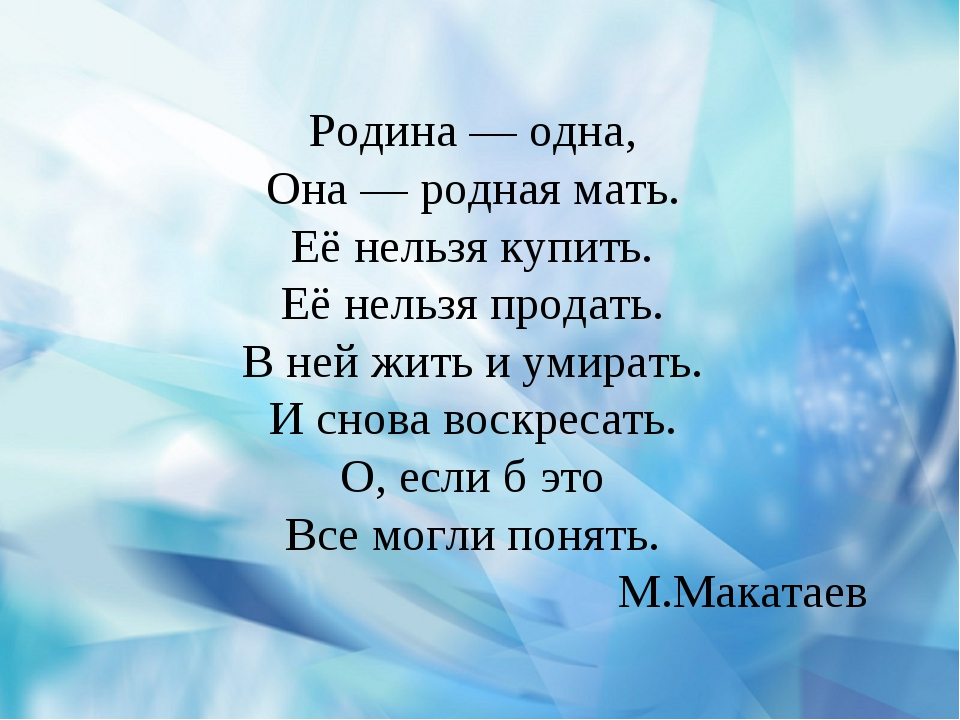 Родина — одна,
Она — родная мать.
Её нельзя купить.
Её нельзя продать.
В ней жить и умирать.
И снова воскресать.
О, если б это
Все могли понять.
М.Макатаев